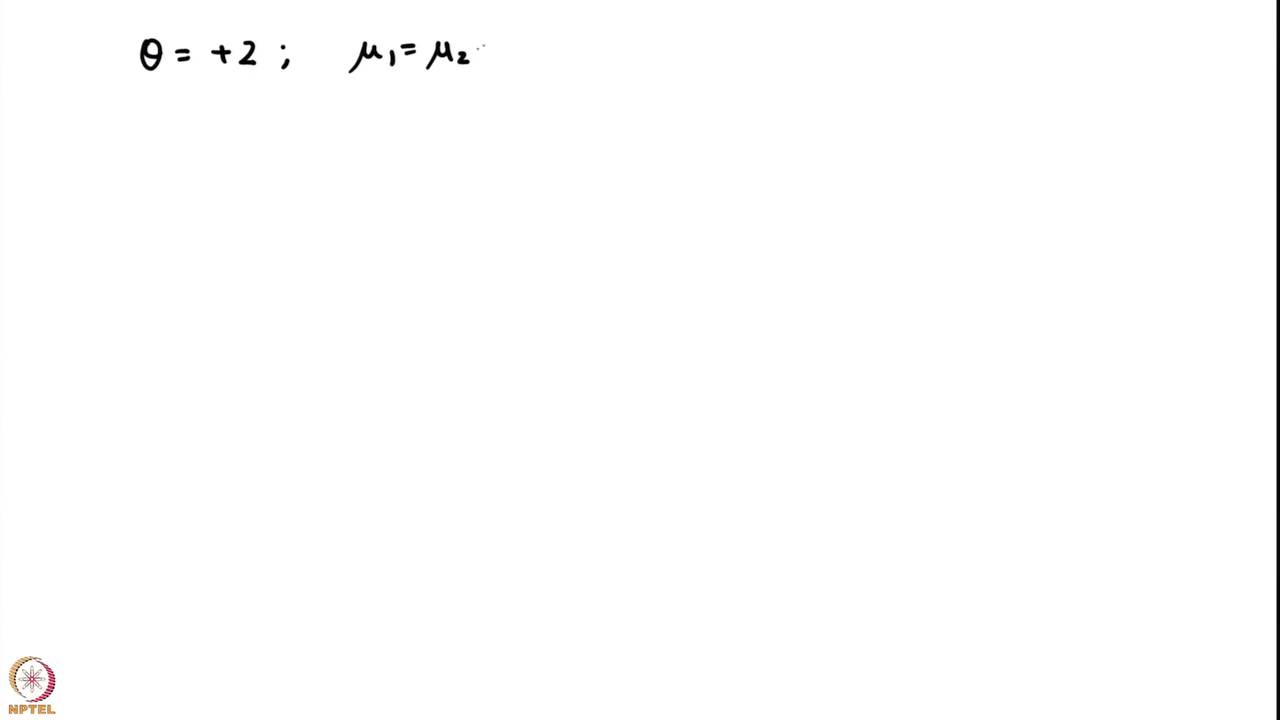 θ = +2 ; μ₁ = μ₂
NPTEL